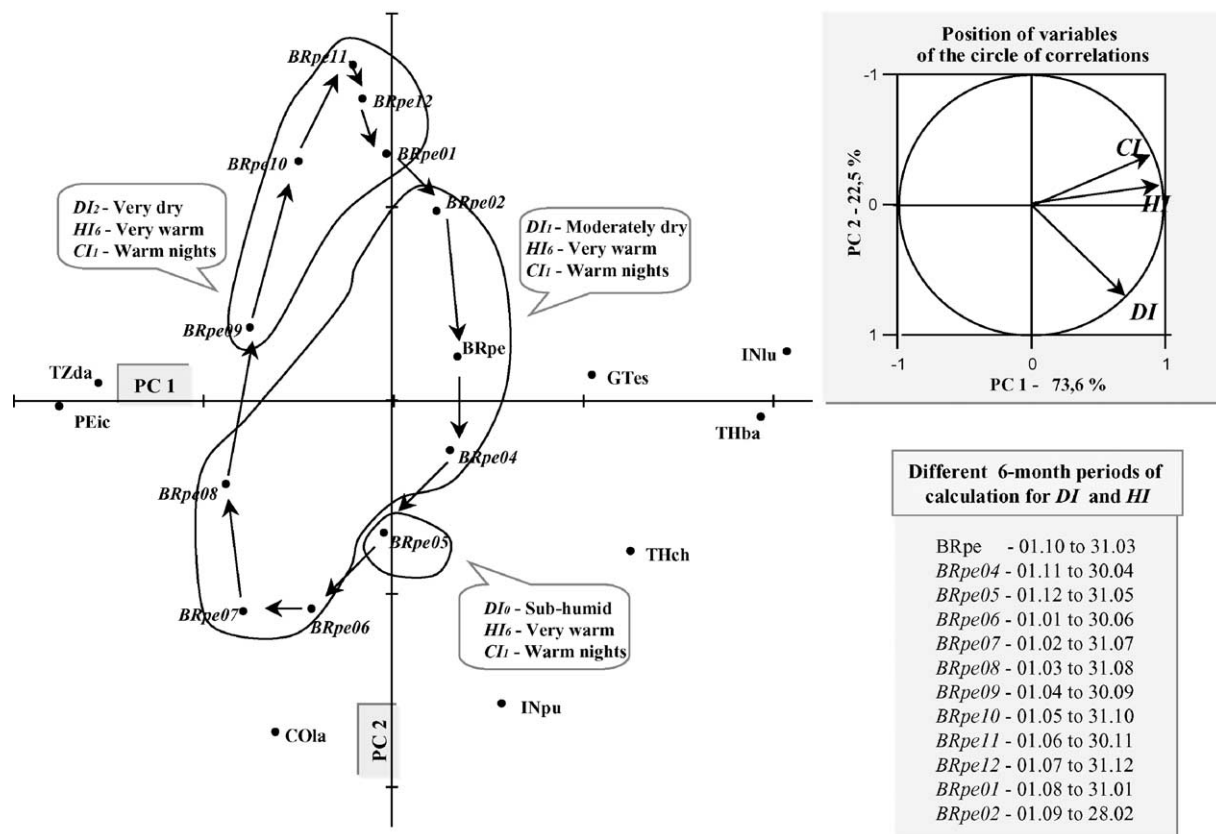 BRpe11
BRpe12
BRpe10
BRpe01
BRpe02
DI2 - Very dry
HI6 - Very warm
CI1 - Warm nights
DI1 - Moderately dry
HI6 - Very warm
CI1 - Warm nights
BRpe09
BRpe
TZda
PC 1
GTes
INlu
PEic
THba
BRpe04
BRpe08
BRpe05
THch
BRpe07
BRpe06
DI0 - Sub-humid
HI6 - Very warm
CI1 - Warm nights
INpu
COla
PC 2
Position of variables
of the circle of correlations
-1
CI
PC 2 - 22,5 %
0
HI
DI
1
-1
0
1
PC 1 - 73,6 %
Different 6-month periods of
calculation for DI and HI
BRpe - 01.10 to 31.03
BRpe04 - 01.11 to 30.04
BRpe05 - 01.12 to 31.05
BRpe06 - 01.01 to 30.06
BRpe07 - 01.02 to 31.07
BRpe08 - 01.03 to 31.08
BRpe09 - 01.04 to 30.09
BRpe10 - 01.05 to 31.10
BRpe11 - 01.06 to 30.11
BRpe12 - 01.07 to 31.12
BRpe01 - 01.08 to 31.01
BRpe02 - 01.09 to 28.02